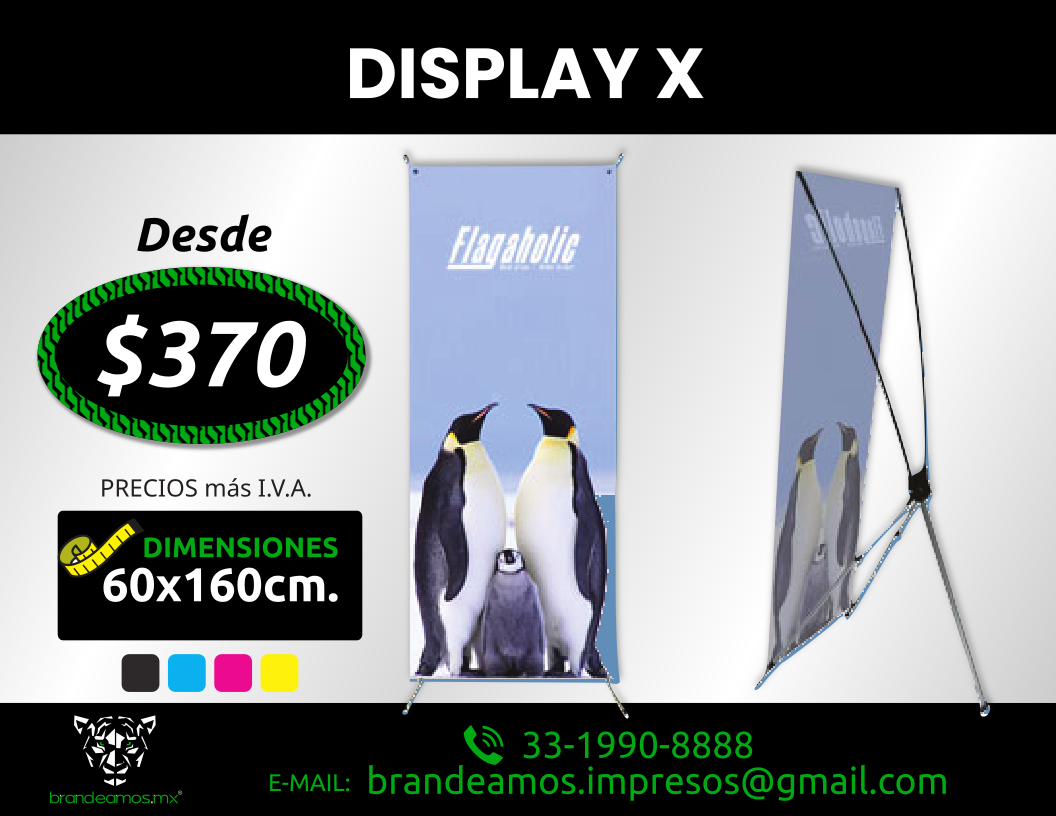 DISPLAY X
Desde
$370
PRECIOS más I.V.A.
DIMENSIONES
60x160cm.
Flagaholic
brandeamos.mx®
33-1990-8888
E-MAIL: brandeamos.impresos@gmail.com